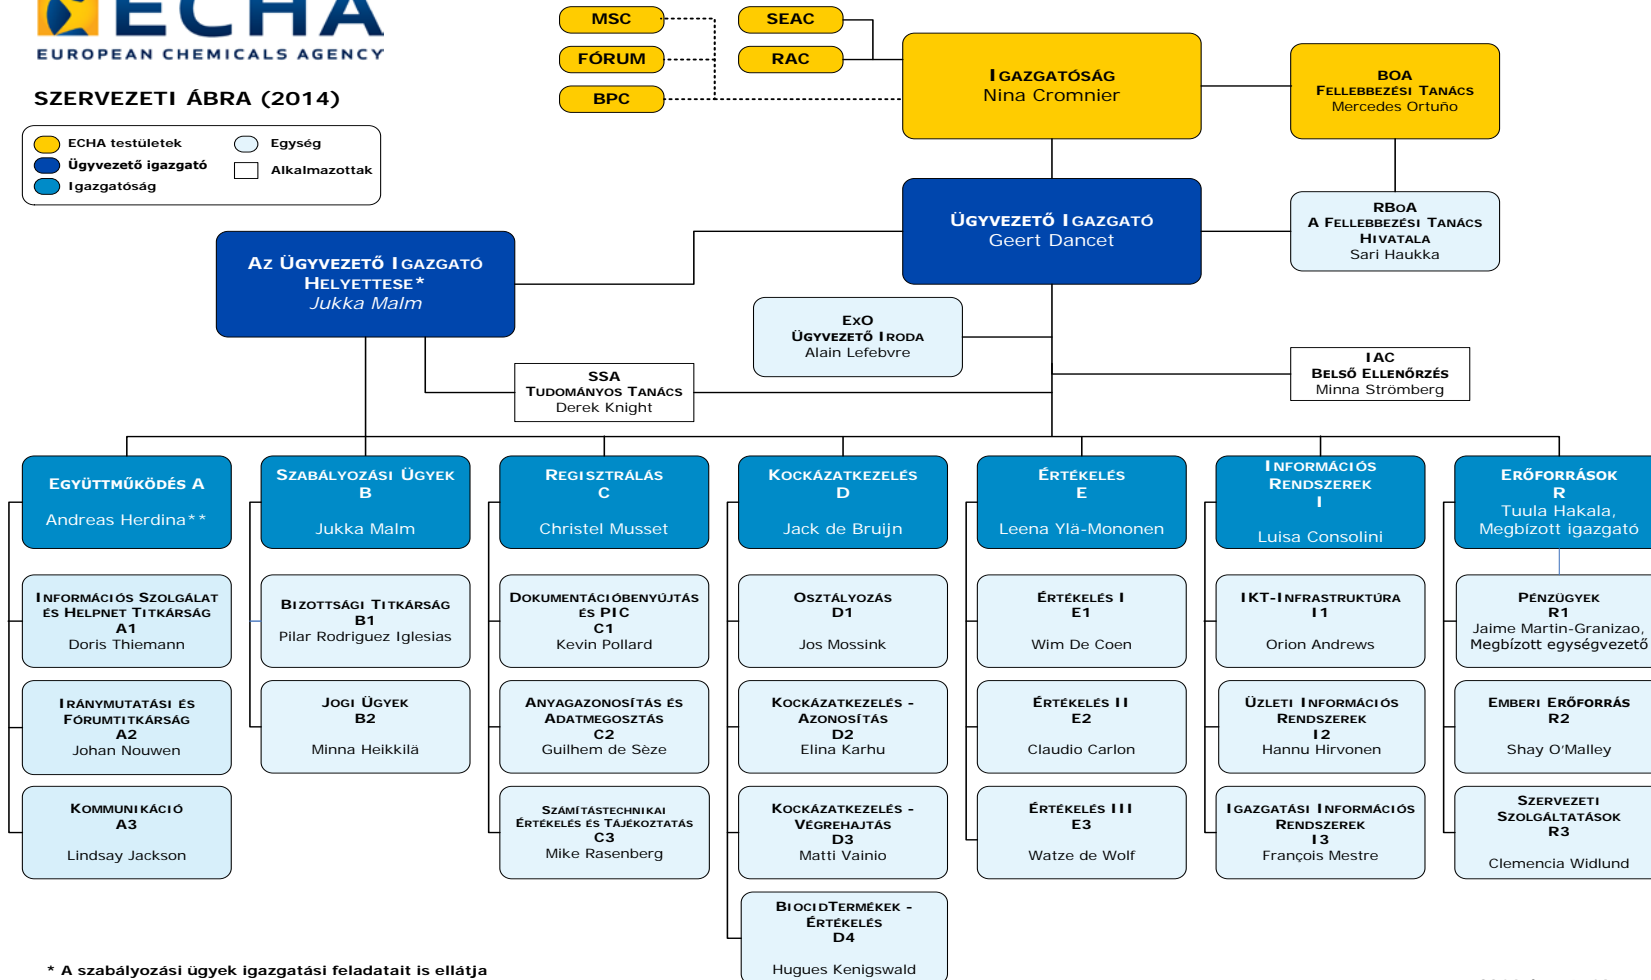 ECHA
EUROPEAN CHEMICALS AGENCY
SZERVEZETI ÁBRA (2014)
ECHA testületek
Ügyvezető igazgató
Igazgatóság
Egység
Alkalmazottak
MSC
FÓRUM
BPC
SEAC
RAC
IGAZGATÓSÁG
Nina Cromnier
BOA
FELLEBBEZÉSI TANÁCS
Mercedes Ortuño
ÜGYVEZETŐ IGAZGATÓ
Geert Dancet
RBOA
A FELLEBBEZÉSI TANÁCS
HIVATALA
Sari Haukka
AZ ÜGYVEZETŐ IGAZGATÓ
HELYETTESE*
Jukka Malm
EXO
ÜGYVEZETŐ IRODA
Alain Lefebvre
SSA
TUDOMÁNYOS TANÁCS
Derek Knight
IAC
BELSŐ ELLENŐRZÉS
Minna Strömberg
EGYÜTTMŰKÖDÉS A
Andreas Herdina**
SZABÁLYOZÁSI ÜGYEK
B
Jukka Malm
REGISZTRÁLÁS
C
Christel Musset
KOCKÁZATKEZELÉS
D
Jack de Bruijn
ÉRTÉKELÉS
E
Leena Ylä-Mononen
INFORMÁCIÓS
RENDSZEREK
I
Luisa Consolini
ERŐFORRÁSOK
R
Tuula Hakala,
Megbízott igazgató
INFORMÁCIÓS SZOLGÁLAT
ÉS HELPNET TITKÁRSÁG
A1
Doris Thiemann
BIZOTTSÁGI TITKÁRSÁG
B1
Pilar Rodriguez Iglesias
DOKUMENTÁCIÓBENYÚJTÁS
ÉS PIC
C1
Kevin Pollard
OSZTÁLYOZÁS
D1
Jos Mossink
ÉRTÉKELÉS I
E1
Wim De Coen
IKT-INFRASTRUKTÚRA
I1
Orion Andrews
PÉNZÜGYEK
R1
Jaime Martin-Granizao,
Megbízott egységvezető
IRÁNYMUTATÁSI ÉS
FÓRUMTITKÁRSÁG
A2
Johan Nouwen
JOGI ÜGYEK
B2
Minna Heikkilä
ANYAGAZONOSÍTÁS ÉS
ADATMEGOSZTÁS
C2
Guilhem de Sèze
KOCKÁZATKEZELÉS -
AZONOSÍTÁS
D2
Elina Karhu
ÉRTÉKELÉS II
E2
Claudio Carlon
ÜZLETI INFORMÁCIÓS
RENDSZEREK
I2
Hannu Hirvonen
EMBERI ERŐFORRÁS
R2
Shay O'Malley
KOMMUNIKÁCIÓ
A3
Lindsay Jackson
SZÁMÍTÁSTECHNIKAI
ÉRTÉKELÉS ÉS TÁJÉKOZTATÁS
C3
Mike Rasenberg
KOCKÁZATKEZELÉS -
VÉGREHAJTÁS
D3
Matti Vainio
ÉRTÉKELÉS III
E3
Watze de Wolf
IGAZGATÁSI INFORMÁCIÓS
RENDSZEREK
I3
François Mestre
SZERVEZETI
SZOLGÁLTATÁSOK
R3
Clemencia Widlund
BIOCIDTERMÉKEK -
ÉRTÉKELÉS
D4
Hugues Kenigswald
* A szabályozási ügyek igazgatási feladatait is ellátja